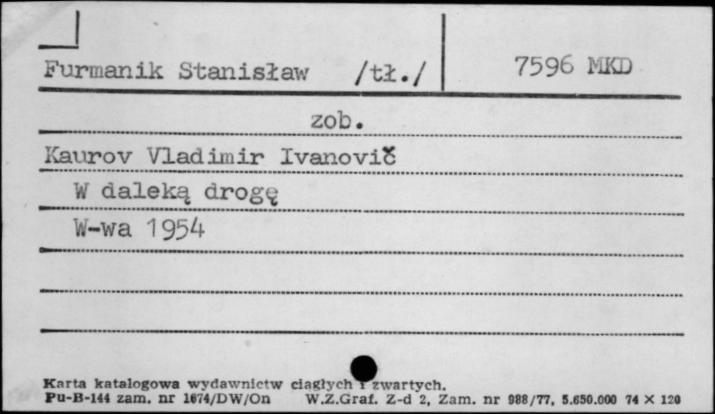 Furmanik Stanisław /tł./ 7596 MKD
zob.
Kaurov Vladimir Ivanovič
W daleką drogę
W-wa 1954
Karta katalogowa wydawnictw ciągłych i zwartych.
Pu-B-144 zam. nr 1674/DW/On W.Z.Graf. Z-d 2, Zam. nr 988/77, 5.650.000 74 × 120